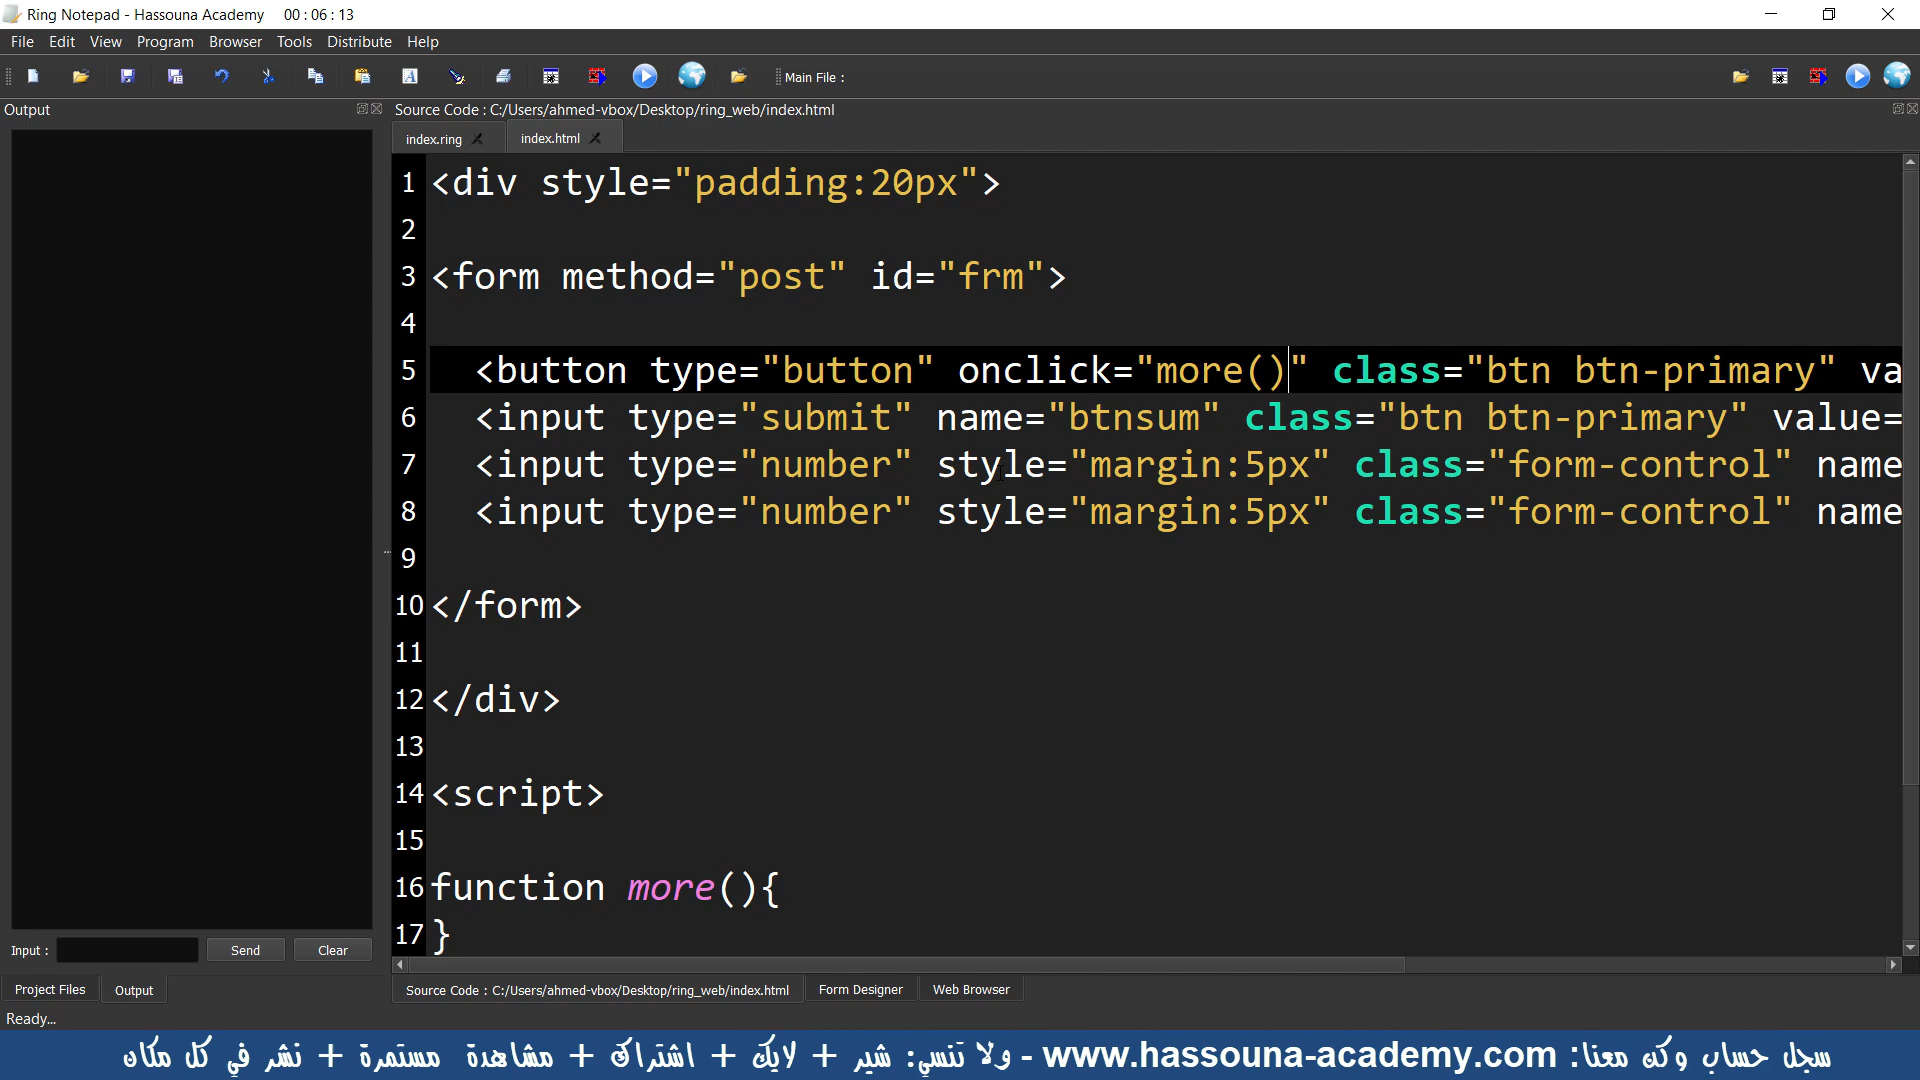 Ring Notepad - Hassouna Academy 00 : 06 : 13
File Edit View Program Browser Tools Distribute Help
Main File :
Output
Source Code : C:/Users/ahmed-vbox/Desktop/ring_web/index.html
index.ring index.html
1 <div style="padding:20px">
2
3 <form method="post" id="frm">
4
5 <button type="button" onclick="more()" class="btn btn-primary" va
6 <input type="submit" name="btnsum" class="btn btn-primary" value=
7 <input type="number" style="margin:5px" class="form-control" name
8 <input type="number" style="margin:5px" class="form-control" name
9
10 </form>
11
12 </div>
13
14 <script>
15
16 function more(){
17 }
Input : Send Clear
Project Files Output
Source Code : C:/Users/ahmed-vbox/Desktop/ring_web/index.html Form Designer Web Browser
Ready...
سجل حساب وكن معنا: www.hassouna-academy.com - ولا تنسي: شير + لايك + اشتراك + مشاهدة مستمرة + نشر في كل مكان